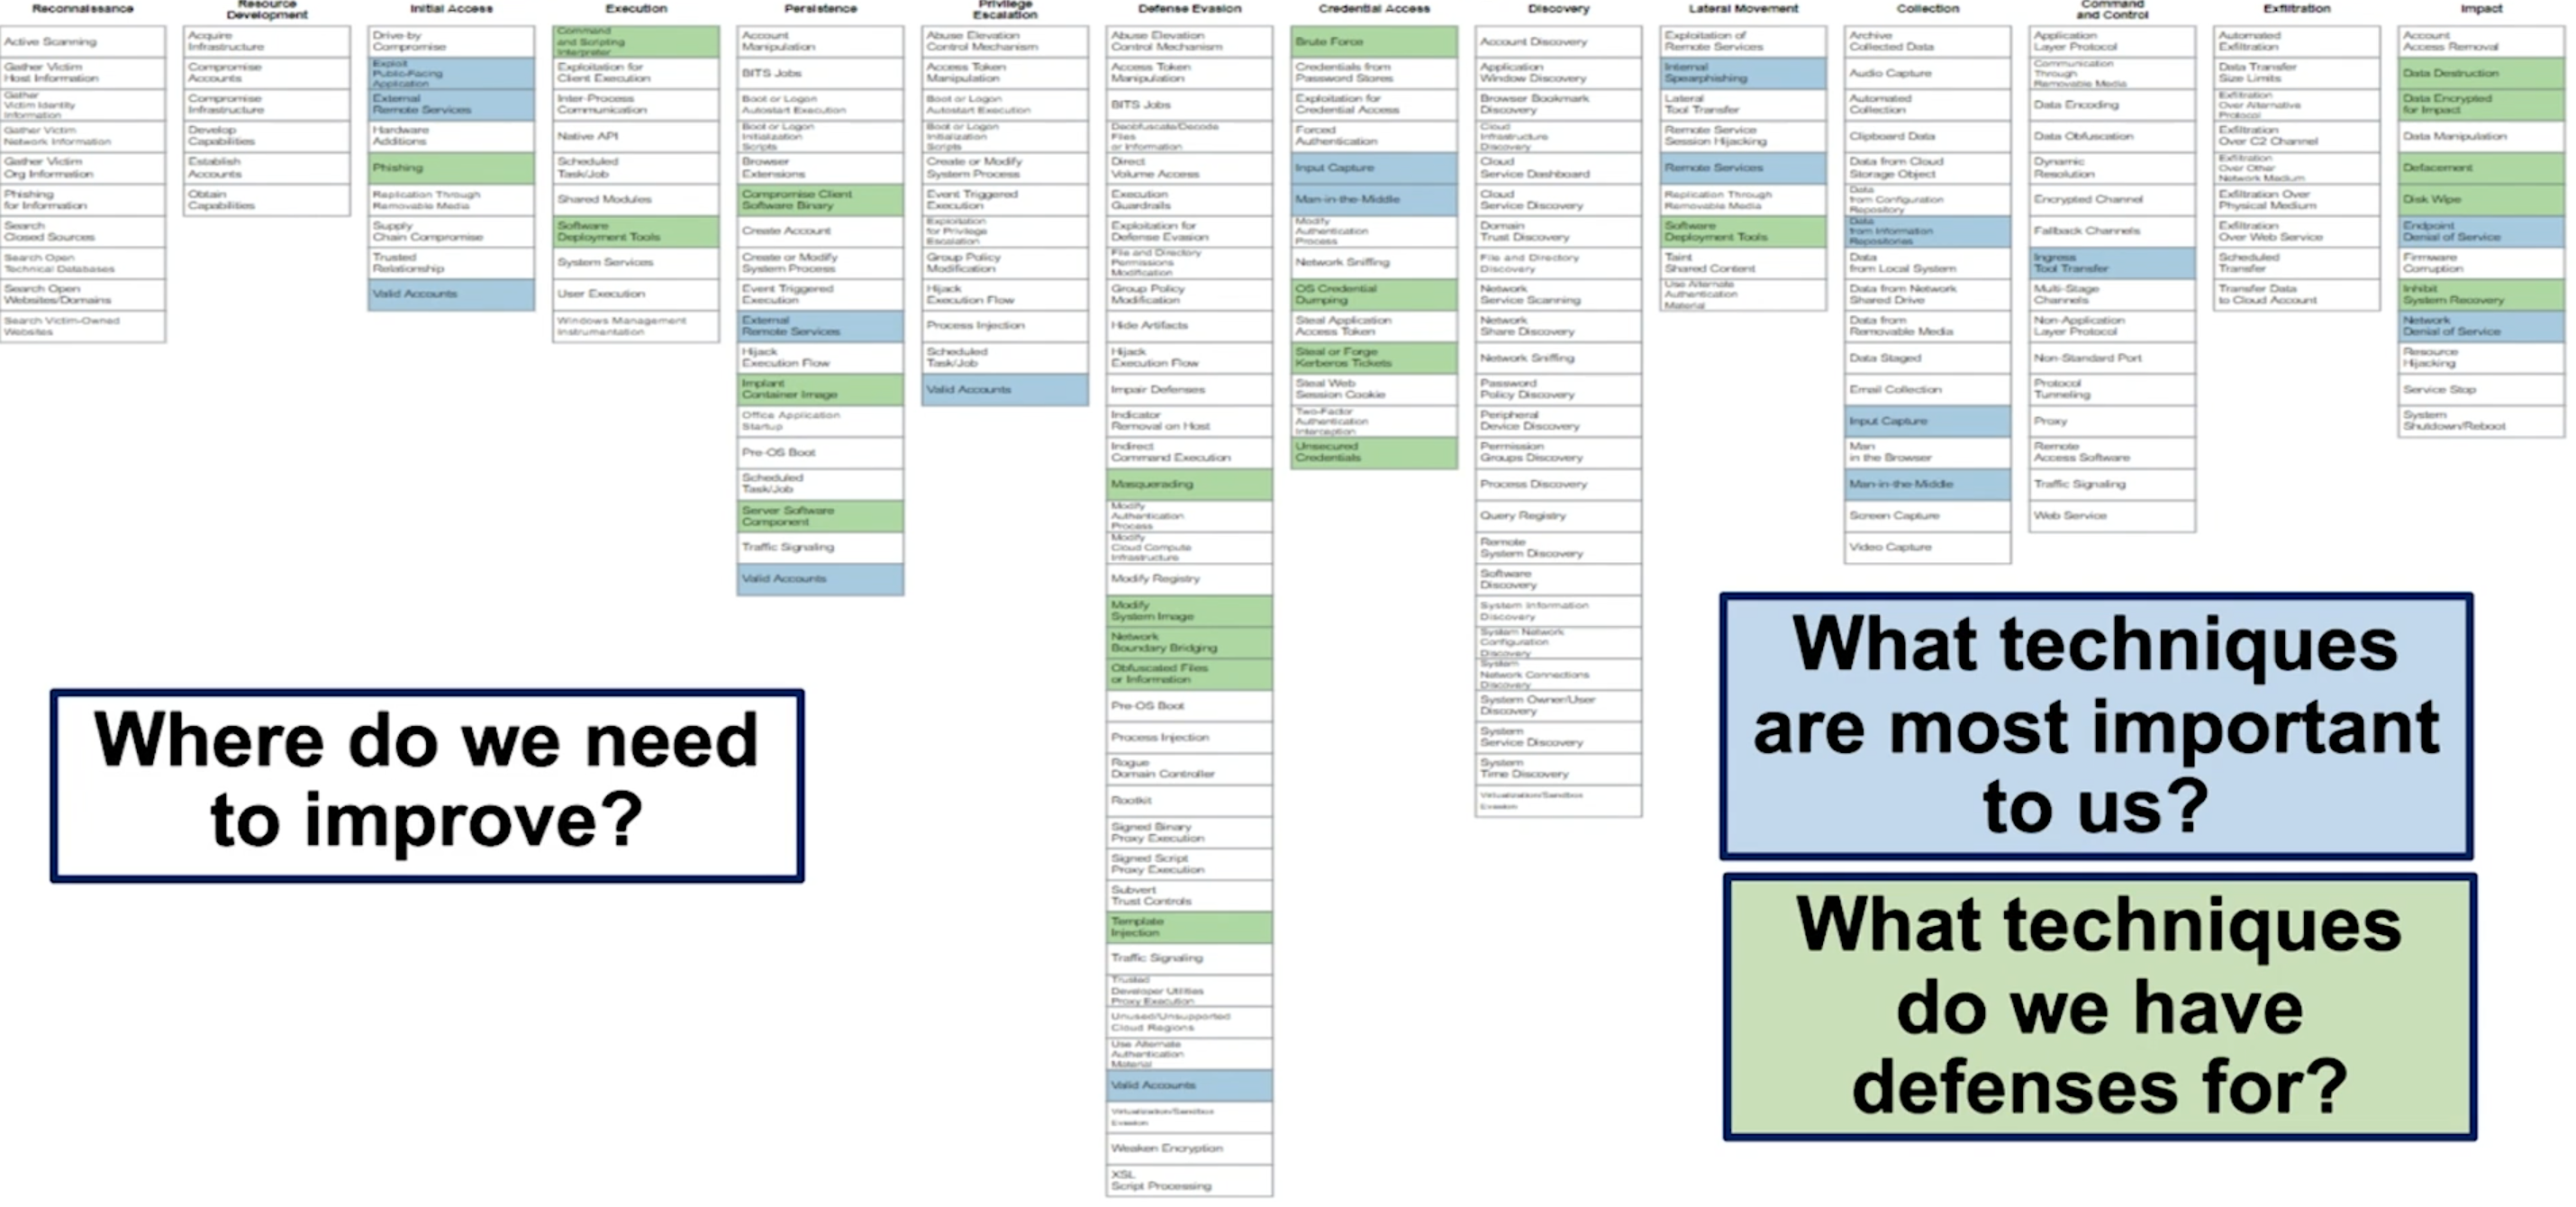 Reconnaissance
Active Scanning
Gather Victim
Host Information
Gather
Victim Identity
Information
Gather Victim
Network Information
Gather Victim
Org Information
Phishing
for Information
Search
Closed Sources
Search Open
Technical Databases
Search Open
Websites/Domains
Search Victim-Owned
Websites
Resource
Development
Acquire
Infrastructure
Compromise
Accounts
Compromise
Infrastructure
Develop
Capabilities
Establish
Accounts
Obtain
Capabilities
Initial Access
Drive-by
Compromise
Exploit
Public-Facing
Application
External
Remote Services
Hardware
Additions
Phishing
Replication Through
Removable Media
Supply
Chain Compromise
Trusted
Relationship
Valid Accounts
Execution
Command
and Scripting
Interpreter
Exploitation for
Client Execution
Inter-Process
Communication
Native API
Scheduled
Task/Job
Shared Modules
Software
Deployment Tools
System Services
User Execution
Windows Management
Instrumentation
Persistence
Account
Manipulation
BITS Jobs
Boot or Logon
Autostart Execution
Boot or Logon
Initialization
Scripts
Browser
Extensions
Compromise Client
Software Binary
Create Account
Create or Modify
System Process
Event Triggered
Execution
External
Remote Services
Hijack
Execution Flow
Implant
Container Image
Office Application
Startup
Pre-OS Boot
Scheduled
Task/Job
Server Software
Component
Traffic Signaling
Valid Accounts
Privilege
Escalation
Abuse Elevation
Control Mechanism
Access Token
Manipulation
Boot or Logon
Autostart Execution
Boot or Logon
Initialization
Scripts
Create or Modify
System Process
Event Triggered
Execution
Exploitation
for Privilege
Escalation
Group Policy
Modification
Hijack
Execution Flow
Process Injection
Scheduled
Task/Job
Valid Accounts
Defense Evasion
Abuse Elevation
Control Mechanism
Access Token
Manipulation
BITS Jobs
Deobfuscate/Decode
Files
or Information
Direct
Volume Access
Execution
Guardrails
Exploitation for
Defense Evasion
File and Directory
Permissions
Modification
Group Policy
Modification
Hide Artifacts
Hijack
Execution Flow
Impair Defenses
Indicator
Removal on Host
Indirect
Command Execution
Masquerading
Modify
Authentication
Process
Modify
Cloud Compute
Infrastructure
Modify Registry
Modify
System Image
Network
Boundary Bridging
Obfuscated Files
or Information
Pre-OS Boot
Process Injection
Rogue
Domain Controller
Rootkit
Signed Binary
Proxy Execution
Signed Script
Proxy Execution
Subvert
Trust Controls
Template
Injection
Traffic Signaling
Trusted
Developer Utilities
Proxy Execution
Unused/Unsupported
Cloud Regions
Use Alternate
Authentication
Material
Valid Accounts
Virtualization/Sandbox
Evasion
Weaken Encryption
XSL
Script Processing
Credential Access
Brute Force
Credentials from
Password Stores
Exploitation for
Credential Access
Forced
Authentication
Input Capture
Man-in-the-Middle
Modify
Authentication
Process
Network Sniffing
OS Credential
Dumping
Steal Application
Access Token
Steal or Forge
Kerberos Tickets
Steal Web
Session Cookie
Two-Factor
Authentication
Interception
Unsecured
Credentials
Discovery
Account Discovery
Application
Window Discovery
Browser Bookmark
Discovery
Cloud
Infrastructure
Discovery
Cloud
Service Dashboard
Cloud
Service Discovery
Domain
Trust Discovery
File and Directory
Discovery
Network
Service Scanning
Network
Share Discovery
Network Sniffing
Password
Policy Discovery
Peripheral
Device Discovery
Permission
Groups Discovery
Process Discovery
Query Registry
Remote
System Discovery
Software
Discovery
System Information
Discovery
System Network
Configuration
Discovery
System
Network Connections
Discovery
System Owner/User
Discovery
System
Service Discovery
System
Time Discovery
Virtualization/Sandbox
Evasion
Lateral Movement
Exploitation of
Remote Services
Internal
Spearphishing
Lateral
Tool Transfer
Remote Service
Session Hijacking
Remote Services
Replication Through
Removable Media
Software
Deployment Tools
Taint
Shared Content
Use Alternate
Authentication
Material
Collection
Archive
Collected Data
Audio Capture
Automated
Collection
Clipboard Data
Data from Cloud
Storage Object
Data
from Configuration
Repository
Data
from Information
Repositories
Data
from Local System
Data from Network
Shared Drive
Data from
Removable Media
Data Staged
Email Collection
Input Capture
Man
in the Browser
Man-in-the-Middle
Screen Capture
Video Capture
Command
and Control
Application
Layer Protocol
Communication
Through
Removable Media
Data Encoding
Data Obfuscation
Dynamic
Resolution
Encrypted Channel
Fallback Channels
Ingress
Tool Transfer
Multi-Stage
Channels
Non-Application
Layer Protocol
Non-Standard Port
Protocol
Tunneling
Proxy
Remote
Access Software
Traffic Signaling
Web Service
Exfiltration
Automated
Exfiltration
Data Transfer
Size Limits
Exfiltration
Over Alternative
Protocol
Exfiltration
Over C2 Channel
Exfiltration
Over Other
Network Medium
Exfiltration Over
Physical Medium
Exfiltration
Over Web Service
Scheduled
Transfer
Transfer Data
to Cloud Account
Impact
Account
Access Removal
Data Destruction
Data Encrypted
for Impact
Data Manipulation
Defacement
Disk Wipe
Endpoint
Denial of Service
Firmware
Corruption
Inhibit
System Recovery
Network
Denial of Service
Resource
Hijacking
Service Stop
System
Shutdown/Reboot
Where do we need
to improve?
What techniques
are most important
to us?
What techniques
do we have
defenses for?